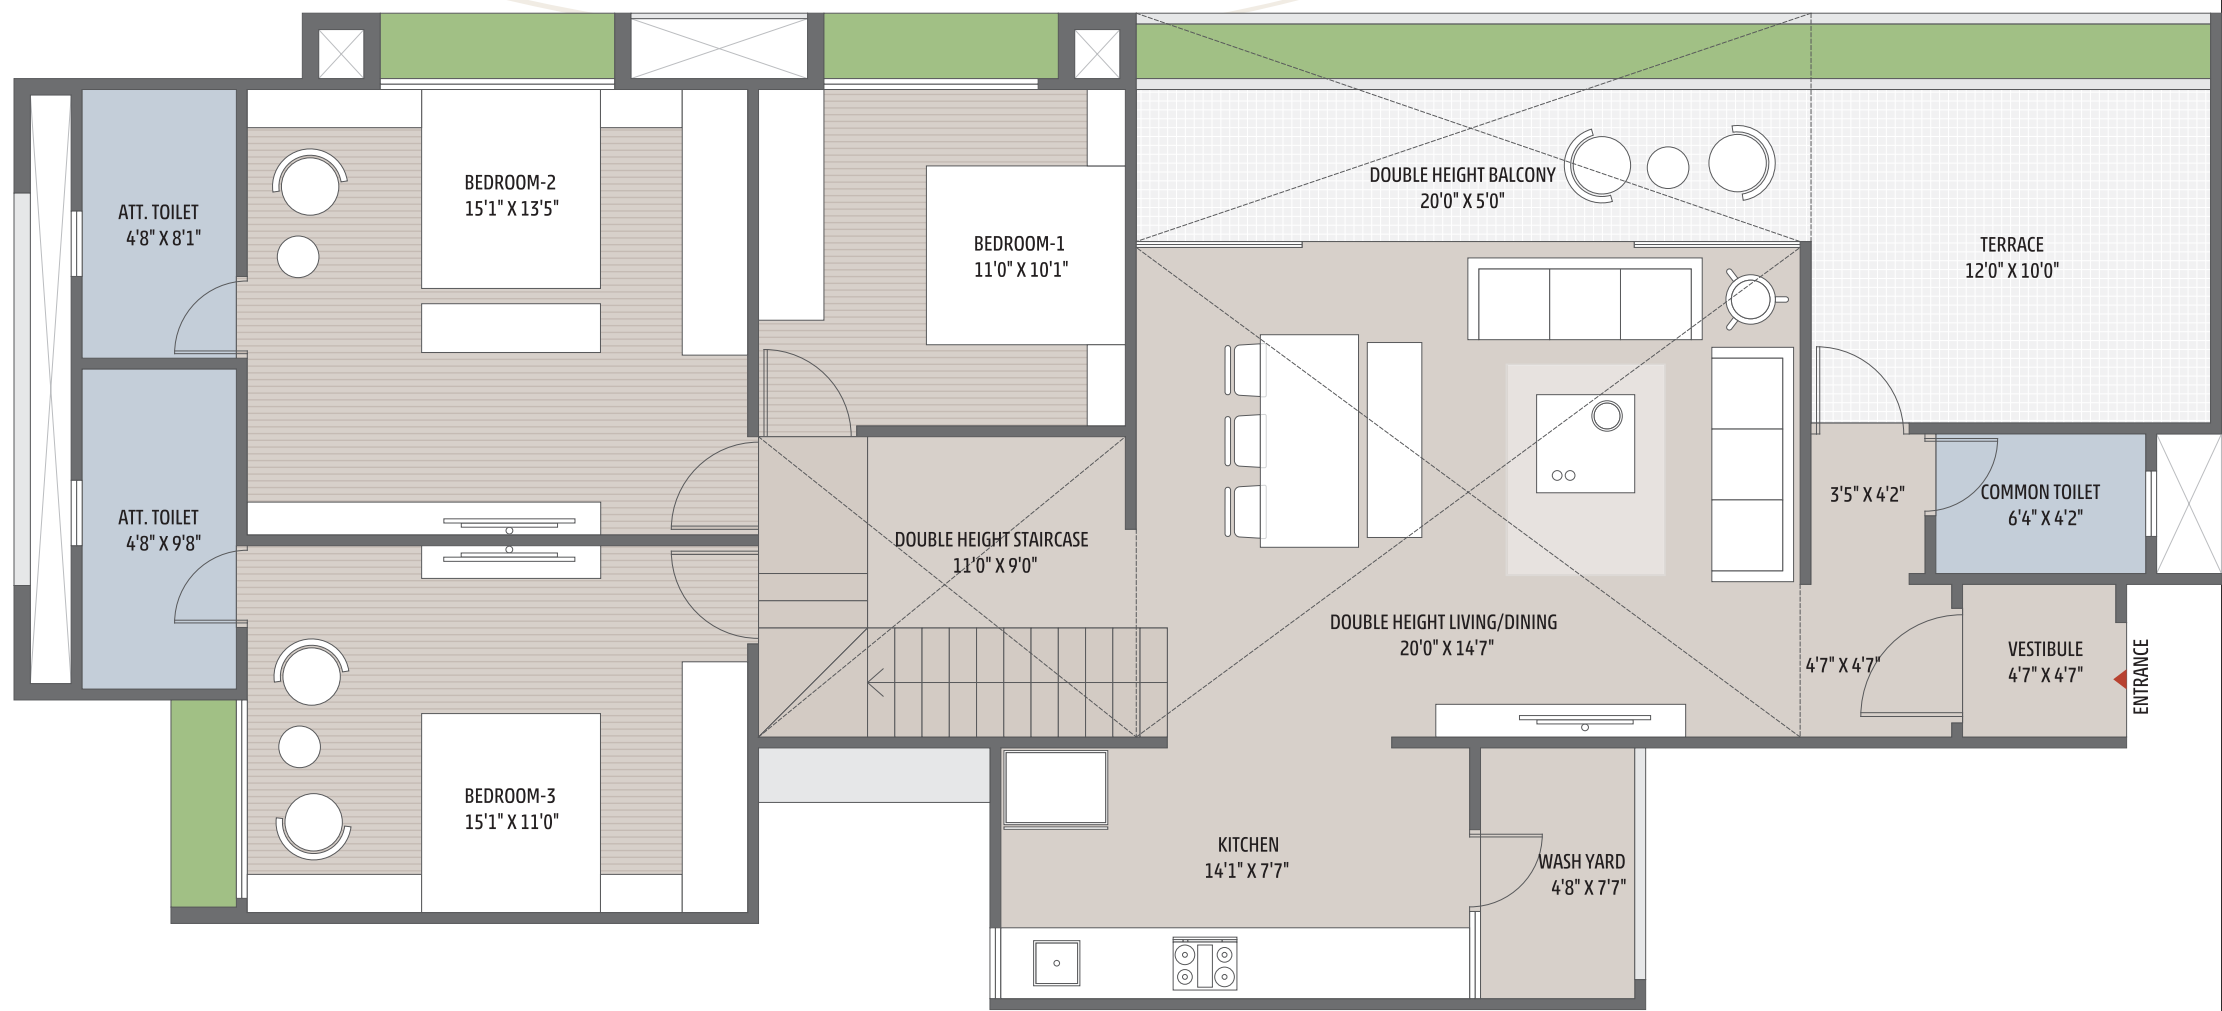 BEDROOM-2
15'1" X 13'5"
ATT. TOILET
4'8" X 8'1"
BEDROOM-1
11'0" X 10'1"
DOUBLE HEIGHT BALCONY
20'0" X 5'0"
TERRACE
12'0" X 10'0"
ATT. TOILET
4'8" X 9'8"
DOUBLE HEIGHT STAIRCASE
11'0" X 9'0"
3'5" X 4'2"
COMMON TOILET
6'4" X 4'2"
DOUBLE HEIGHT LIVING/DINING
20'0" X 14'7"
4'7" X 4'7"
VESTIBULE
4'7" X 4'7"
ENTRANCE
BEDROOM-3
15'1" X 11'0"
KITCHEN
14'1" X 7'7"
WASH YARD
4'8" X 7'7"